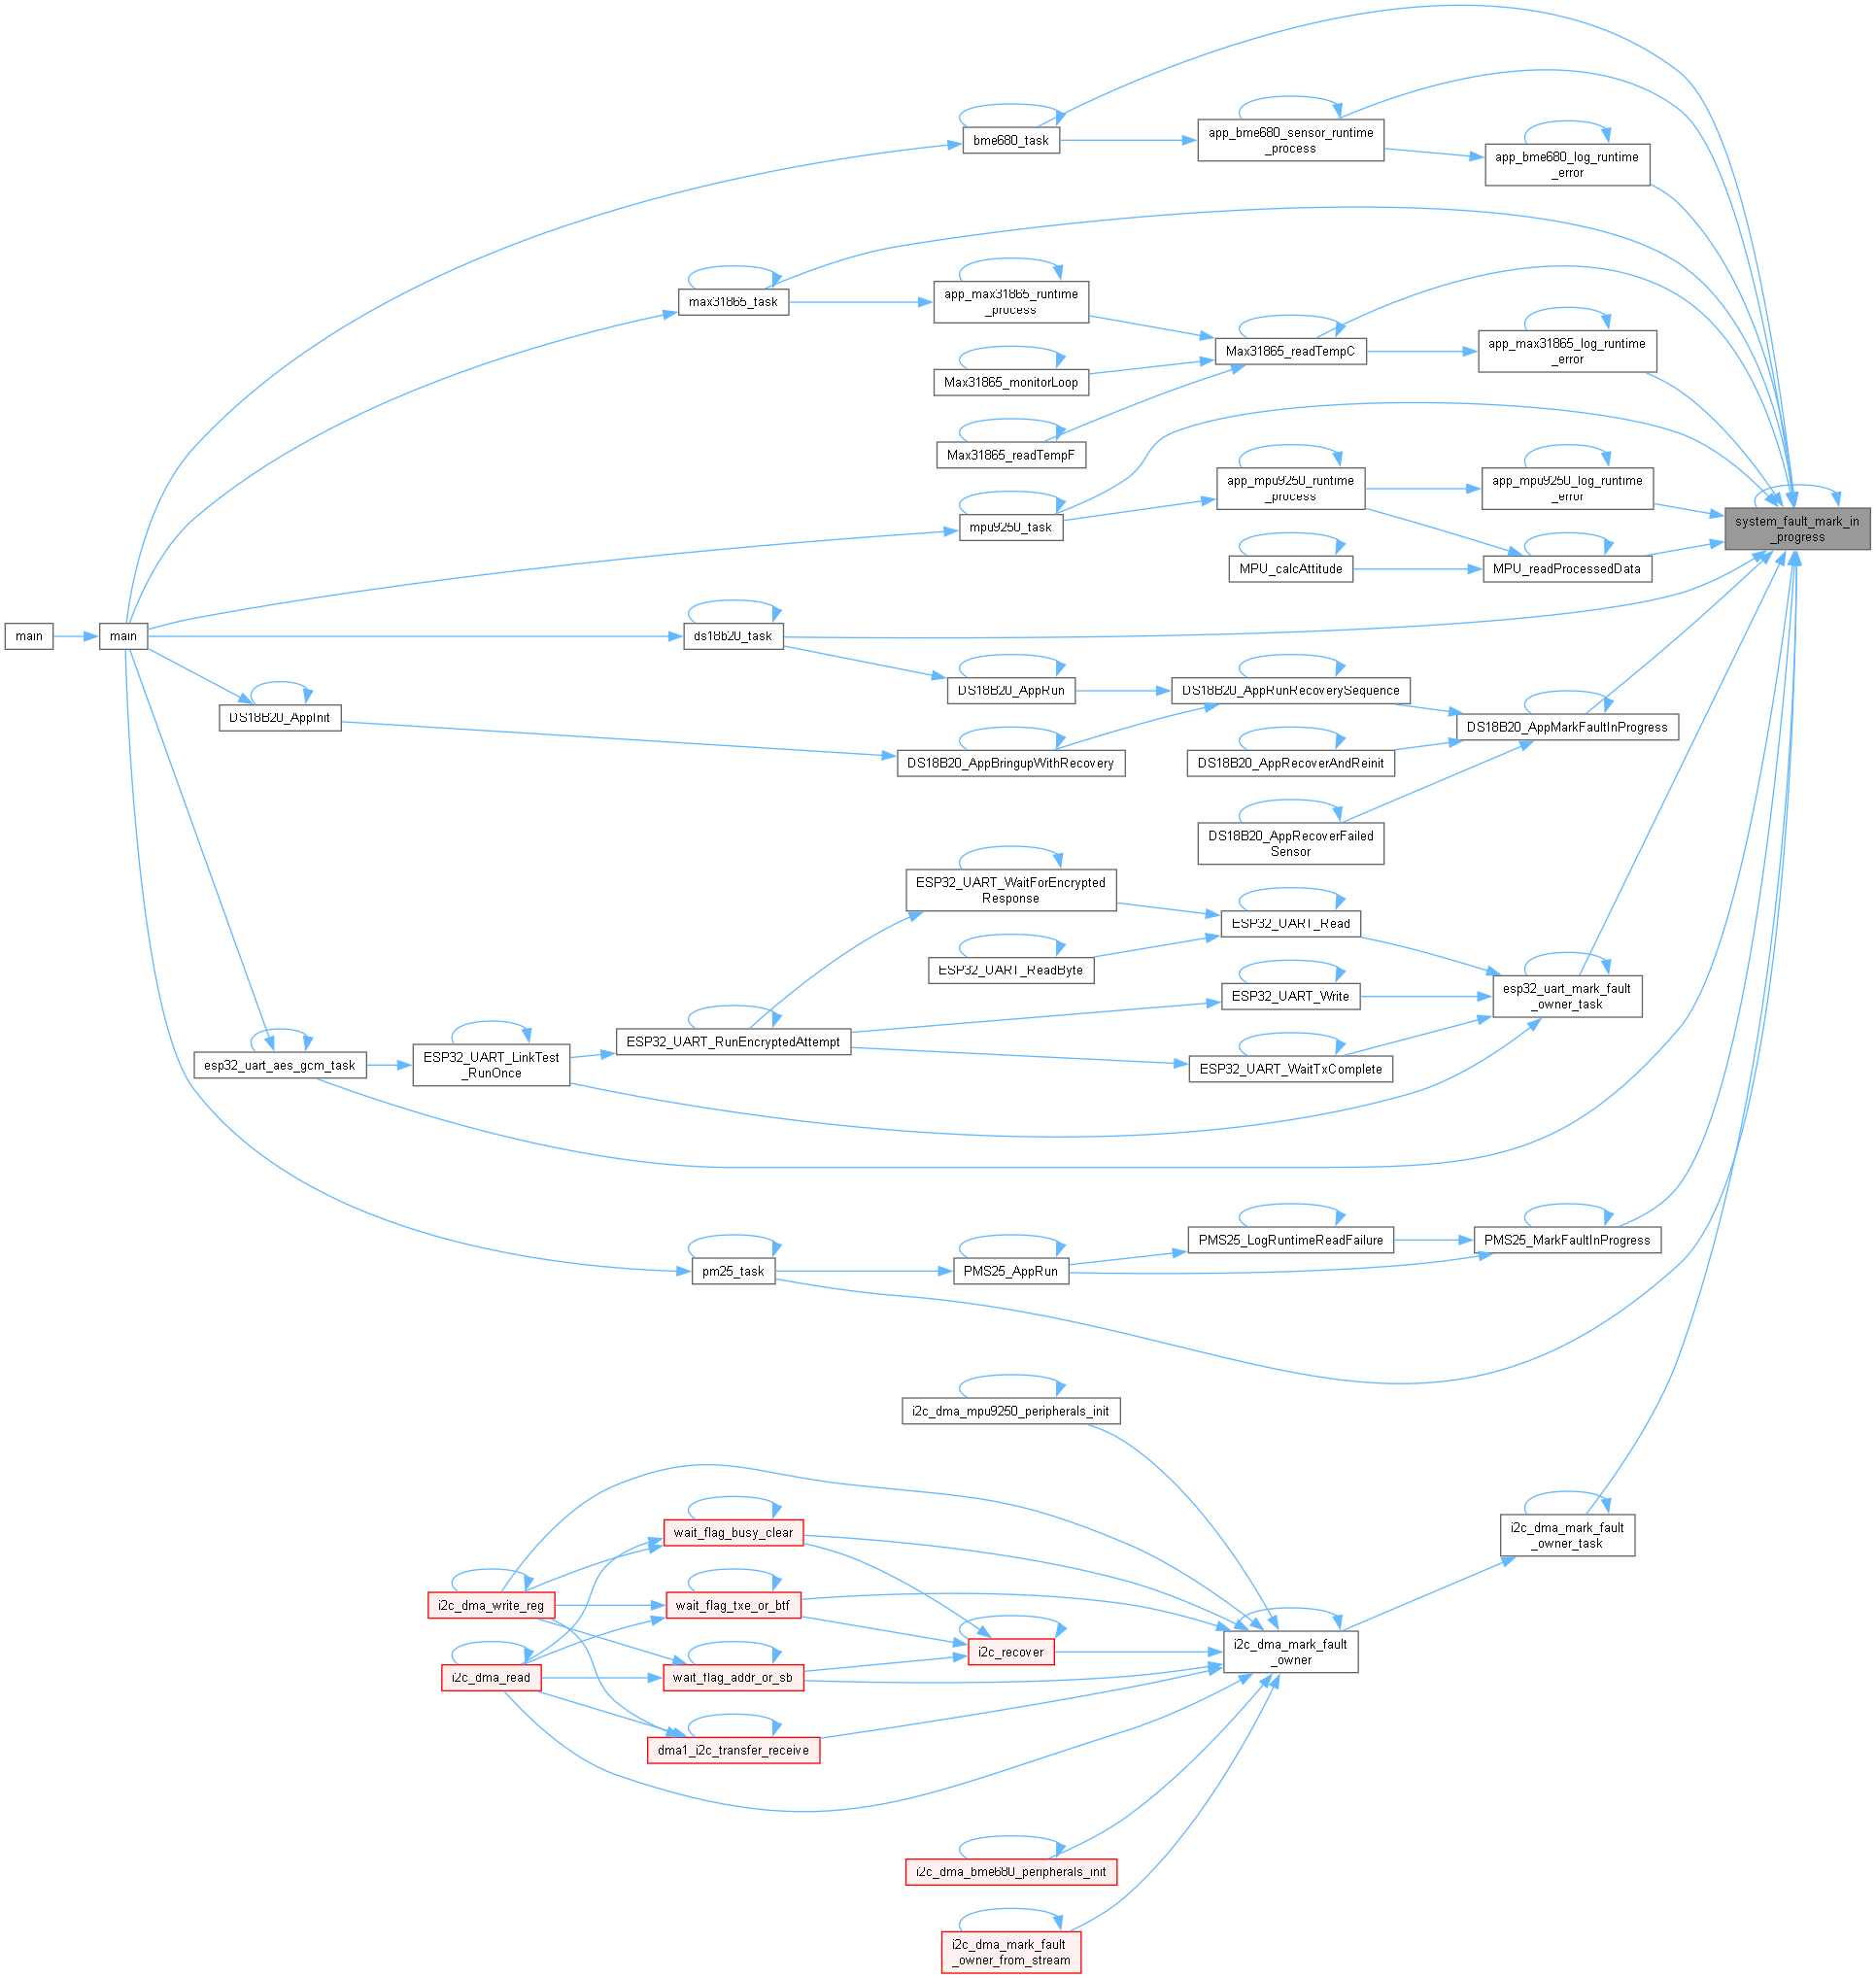 bme680_task
app_bme680_sensor_runtime
_process
app_bme680_log_runtime
_error
max31865_task
app_max31865_runtime
_process
Max31865_readTempC
app_max31865_log_runtime
_error
Max31865_monitorLoop
Max31865_readTempF
app_mpu9250_runtime
_process
app_mpu9250_log_runtime
_error
mpu9250_task
system_fault_mark_in
_progress
MPU_calcAttitude
MPU_readProcessedData
main
main
ds18b20_task
DS18B20_AppRun
DS18B20_AppRunRecoverySequence
DS18B20_AppInit
DS18B20_AppMarkFaultInProgress
DS18B20_AppBringupWithRecovery
DS18B20_AppRecoverAndReinit
DS18B20_AppRecoverFailed
Sensor
ESP32_UART_WaitForEncrypted
Response
ESP32_UART_Read
ESP32_UART_ReadByte
ESP32_UART_Write
esp32_uart_mark_fault
_owner_task
ESP32_UART_RunEncryptedAttempt
esp32_uart_aes_gcm_task
ESP32_UART_LinkTest
_RunOnce
ESP32_UART_WaitTxComplete
PMS25_LogRuntimeReadFailure
PMS25_MarkFaultInProgress
pm25_task
PMS25_AppRun
i2c_dma_mpu9250_peripherals_init
wait_flag_busy_clear
i2c_dma_mark_fault
_owner_task
i2c_dma_write_reg
wait_flag_txe_or_btf
i2c_recover
i2c_dma_mark_fault
_owner
i2c_dma_read
wait_flag_addr_or_sb
dma1_i2c_transfer_receive
i2c_dma_bme680_peripherals_init
i2c_dma_mark_fault
_owner_from_stream